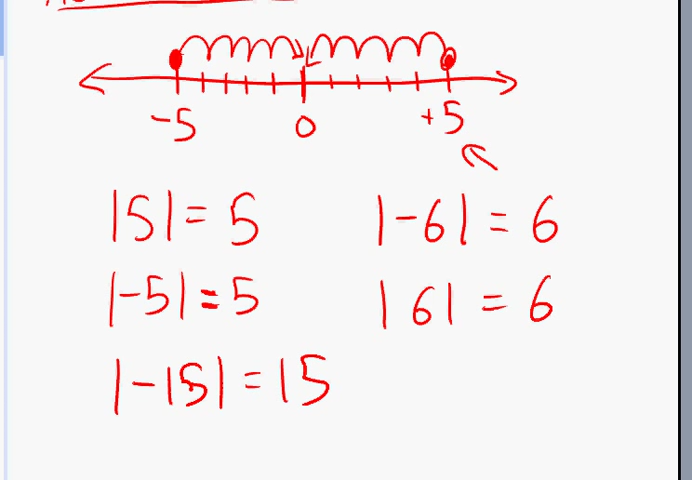 -5 0 +5
|5| = 5 |-6| = 6
|-5| = 5 |6| = 6
|-15| = 15